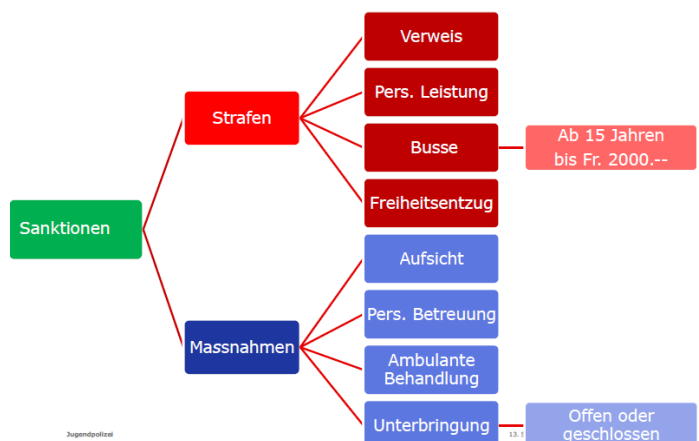 Verweis
Pers. Leistung
Strafen
Busse
Ab 15 Jahren
bis Fr. 2000.--
Freiheitsentzug
Sanktionen
Aufsicht
Pers. Betreuung
Massnahmen
Ambulante
Behandlung
Unterbringung
Offen oder
geschlossen
Jugendpolizei
13.